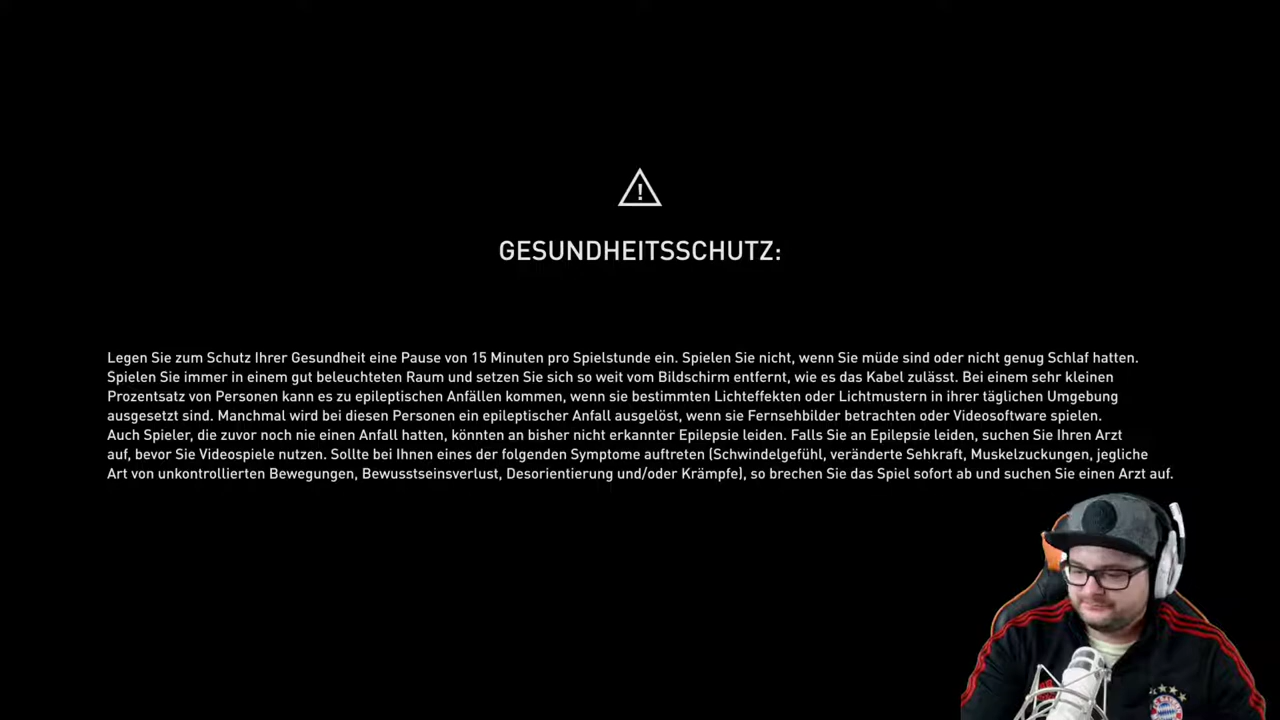 GESUNDHEITSSCHUTZ:
Legen Sie zum Schutz Ihrer Gesundheit eine Pause von 15 Minuten pro Spielstunde ein. Spielen Sie nicht, wenn Sie müde sind oder nicht genug Schlaf hatten.
Spielen Sie immer in einem gut beleuchteten Raum und setzen Sie sich so weit vom Bildschirm entfernt, wie es das Kabel zulässt. Bei einem sehr kleinen
Prozentsatz von Personen kann es zu epileptischen Anfällen kommen, wenn sie bestimmten Lichteffekten oder Lichtmustern in ihrer täglichen Umgebung
ausgesetzt sind. Manchmal wird bei diesen Personen ein epileptischer Anfall ausgelöst, wenn sie Fernsehbilder betrachten oder Videosoftware spielen.
Auch Spieler, die zuvor noch nie einen Anfall hatten, könnten an bisher nicht erkannter Epilepsie leiden. Falls Sie an Epilepsie leiden, suchen Sie Ihren Arzt
auf, bevor Sie Videospiele nutzen. Sollte bei Ihnen eines der folgenden Symptome auftreten (Schwindelgefühl, veränderte Sehkraft, Muskelzuckungen, jegliche
Art von unkontrollierten Bewegungen, Bewusstseinsverlust, Desorientierung und/oder Krämpfe), so brechen Sie das Spiel sofort ab und suchen Sie einen Arzt auf.